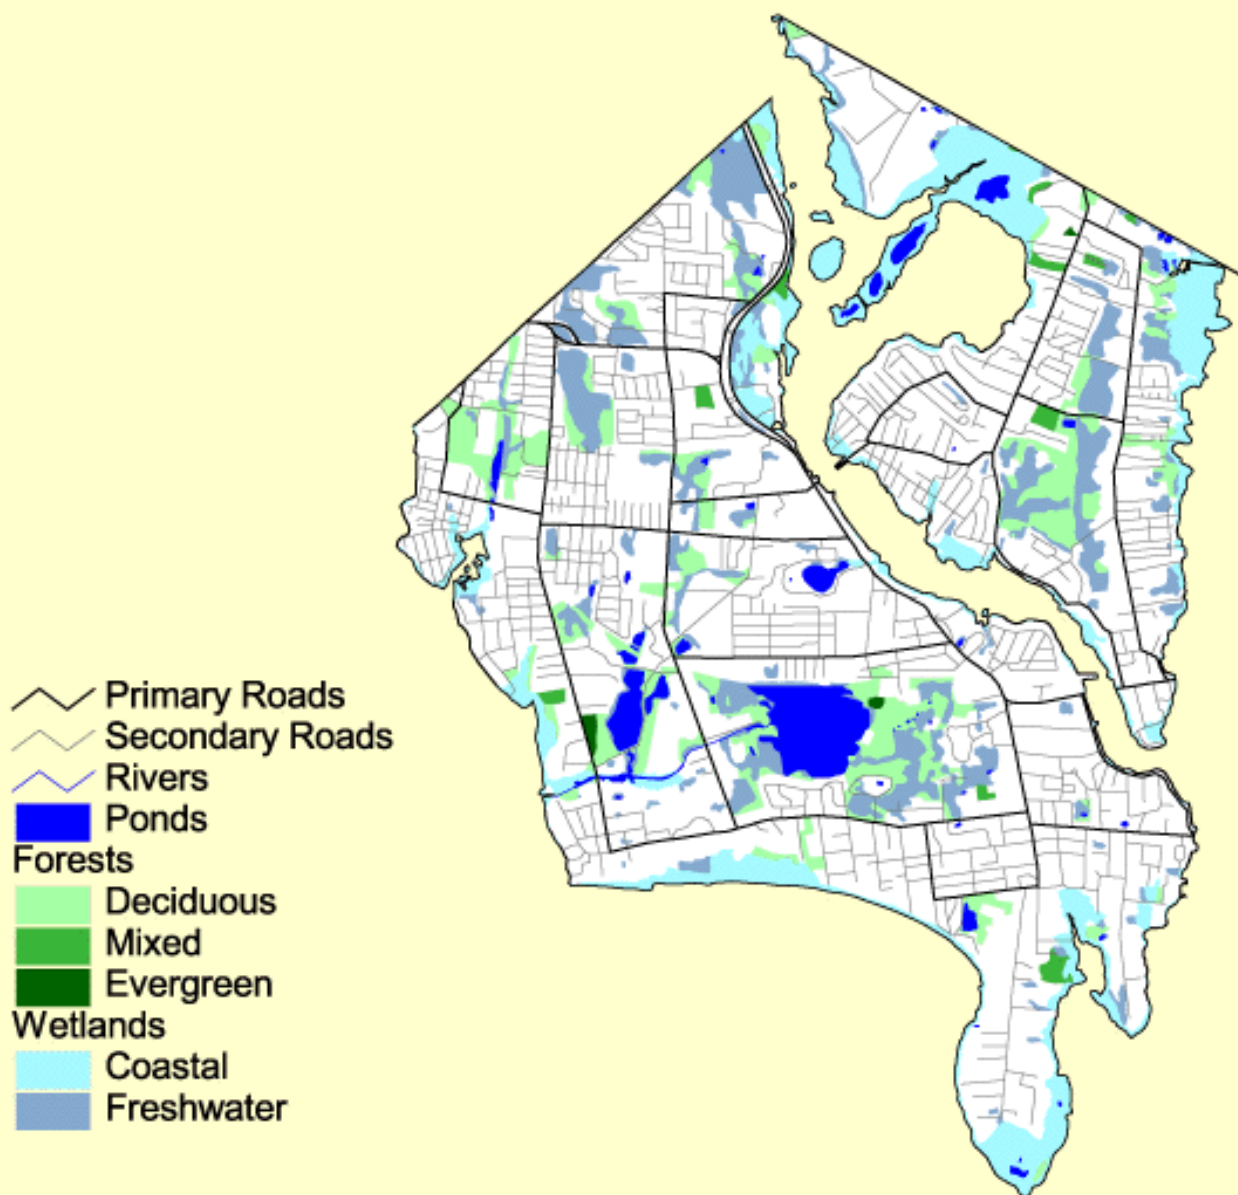 Primary Roads
Secondary Roads
Rivers
Ponds
Forests
Deciduous
Mixed
Evergreen
Wetlands
Coastal
Freshwater